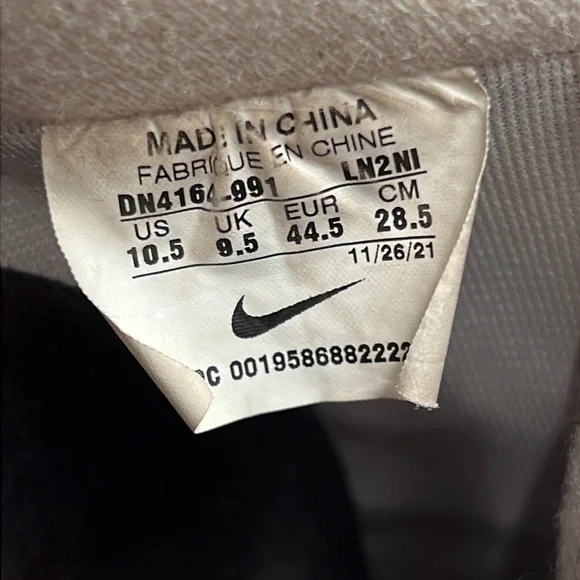 MADE IN CHINA
FABRIQUE EN CHINE
DN4164-991 LN2NI
US UK EUR CM
10.5 9.5 44.5 28.5
11/26/21
0019586882222